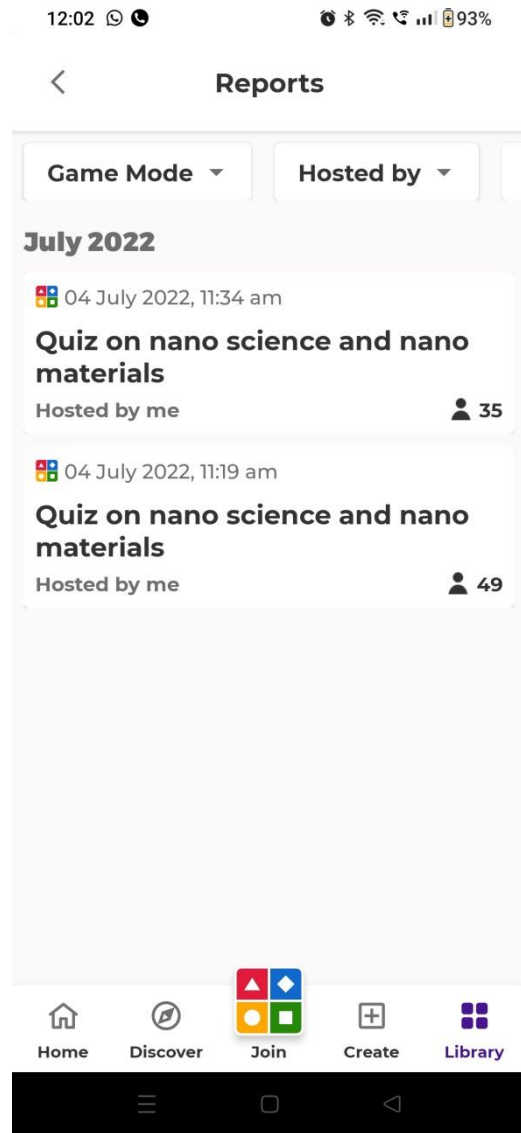 12:02 93%
Reports
Game Mode Hosted by
July 2022
04 July 2022, 11:34 am
Quiz on nano science and nano
materials
Hosted by me 35
04 July 2022, 11:19 am
Quiz on nano science and nano
materials
Hosted by me 49
Home Discover Join Create Library